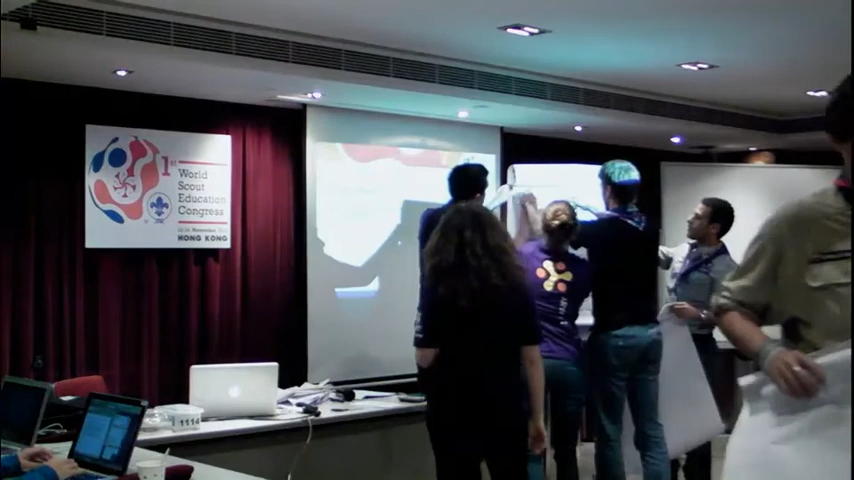 1st
World
Scout
Education
Congress
HONG KONG
1114